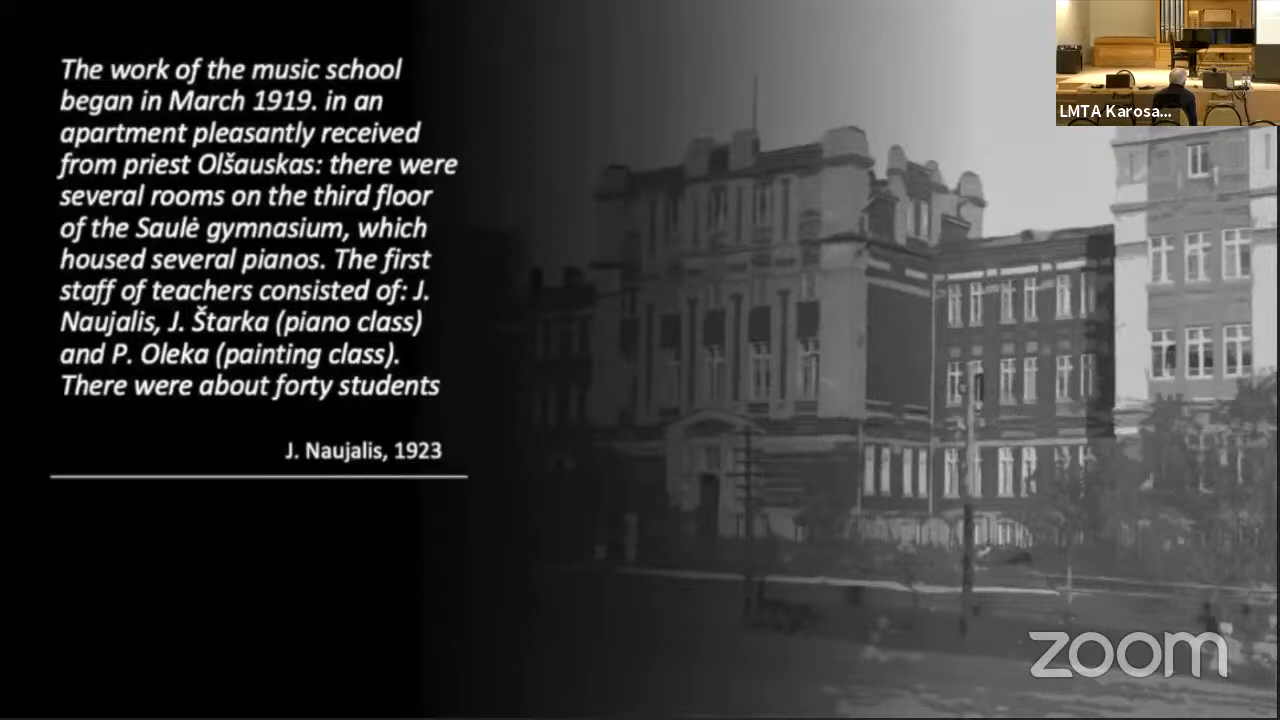 The work of the music school
began in March 1919. in an
apartment pleasantly received
from priest Olšauskas: there were
several rooms on the third floor
of the Saulė gymnasium, which
housed several pianos. The first
staff of teachers consisted of: J.
Naujalis, J. Štarka (piano class)
and P. Oleka (painting class).
There were about forty students
J. Naujalis, 1923
LMTA Karosa...
zoom